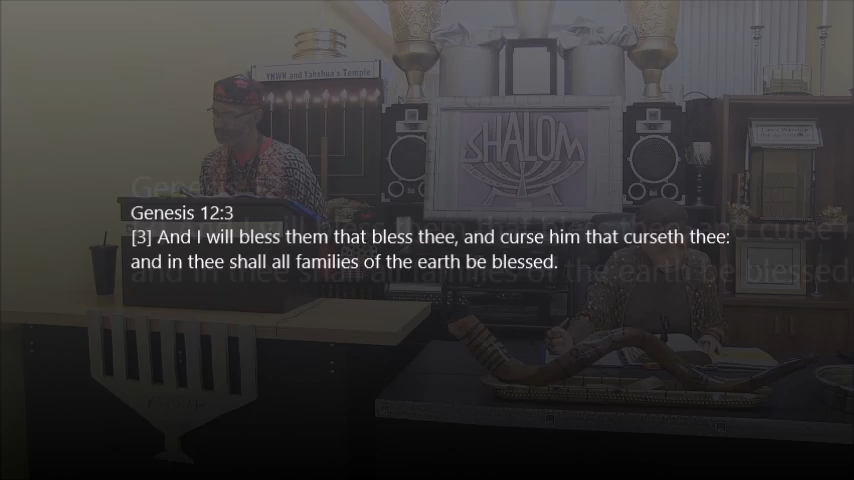 YHWH and Yahshua's Temple
SHALOM
Genesis 12:3
[3] And I will bless them that bless thee, and curse him that curseth thee:
and in thee shall all families of the earth be blessed.